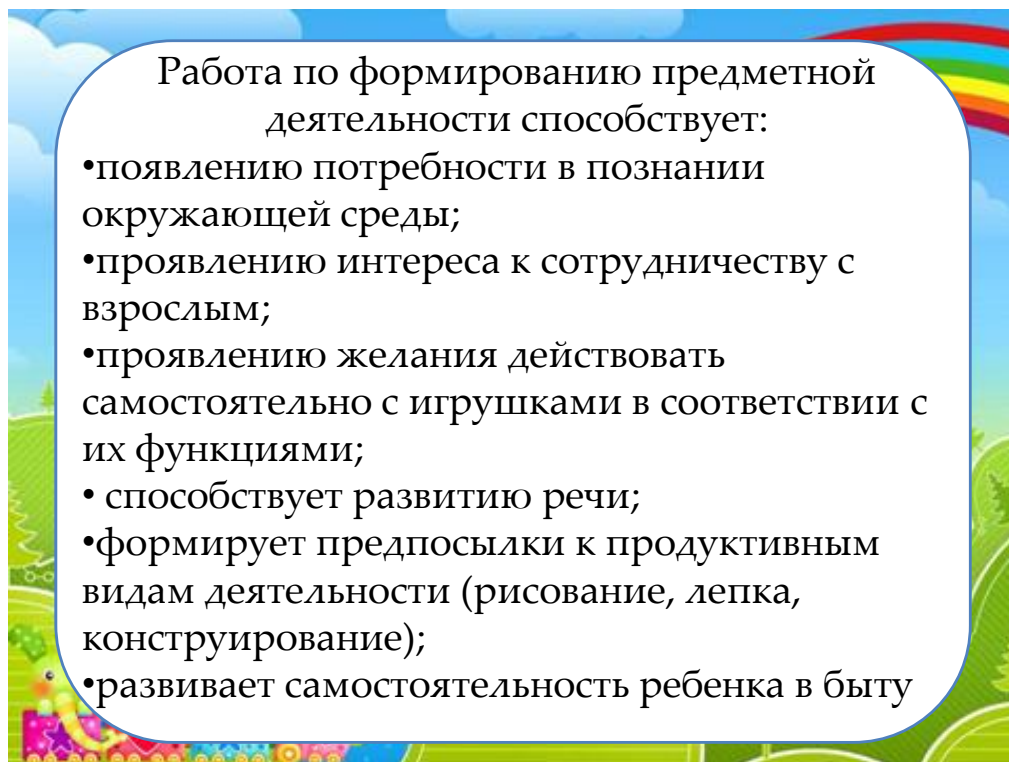 Работа по формированию предметной
деятельности способствует:
•появлению потребности в познании
окружающей среды;
•проявлению интереса к сотрудничеству с
взрослым;
•проявлению желания действовать
самостоятельно с игрушками в соответствии с
их функциями;
• способствует развитию речи;
•формирует предпосылки к продуктивным
видам деятельности (рисование, лепка,
конструирование);
•развивает самостоятельность ребенка в быту